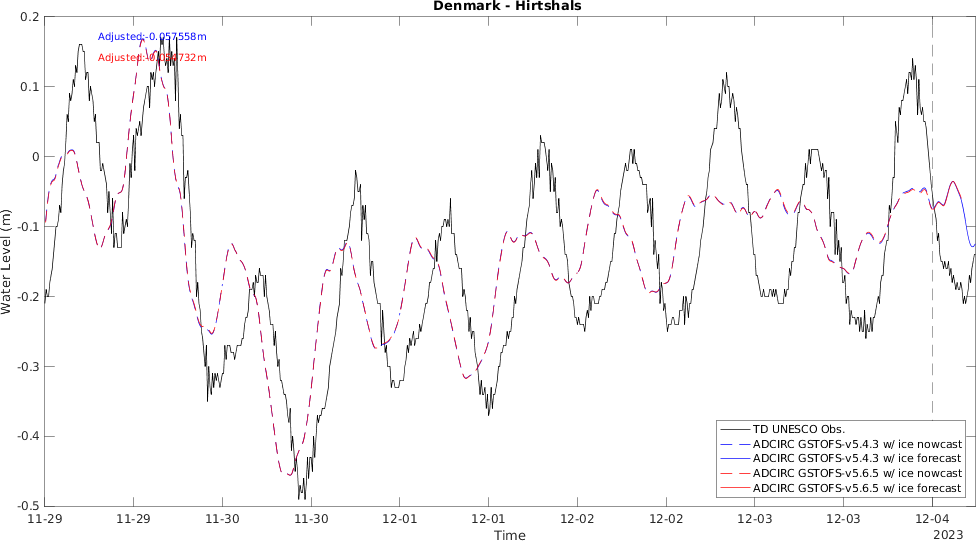 Denmark - Hirtshals
Adjusted:-0.057558m
Adjusted:-0.054732m
0.2
0.1
0
-0.1
-0.2
-0.3
-0.4
-0.5
Water Level (m)
11-29
11-29
11-30
11-30
12-01
12-01
12-02
12-02
12-03
12-03
12-04
2023
Time
TD UNESCO Obs.
ADCIRC GSTOFS-v5.4.3 w/ ice nowcast
ADCIRC GSTOFS-v5.4.3 w/ ice forecast
ADCIRC GSTOFS-v5.6.5 w/ ice nowcast
ADCIRC GSTOFS-v5.6.5 w/ ice forecast